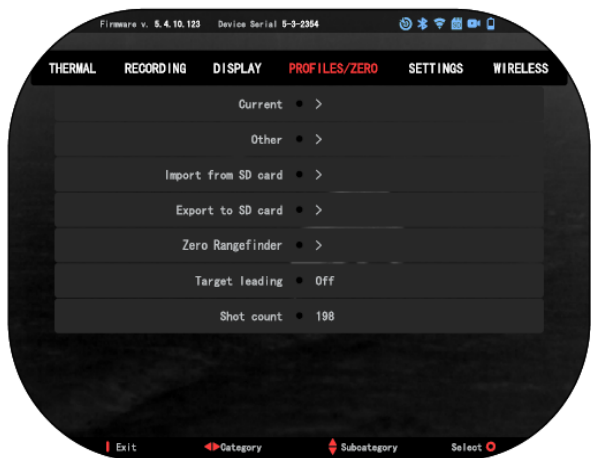 Firmware v. 5.4.10.123 Device Serial 5-3-2354
THERMAL RECORDING DISPLAY PROFILES/ZERO SETTINGS WIRELESS
Current >
Other >
Import from SD card >
Export to SD card >
Zero Rangefinder >
Target leading Off
Shot count 198
Exit Category Subcategory Select